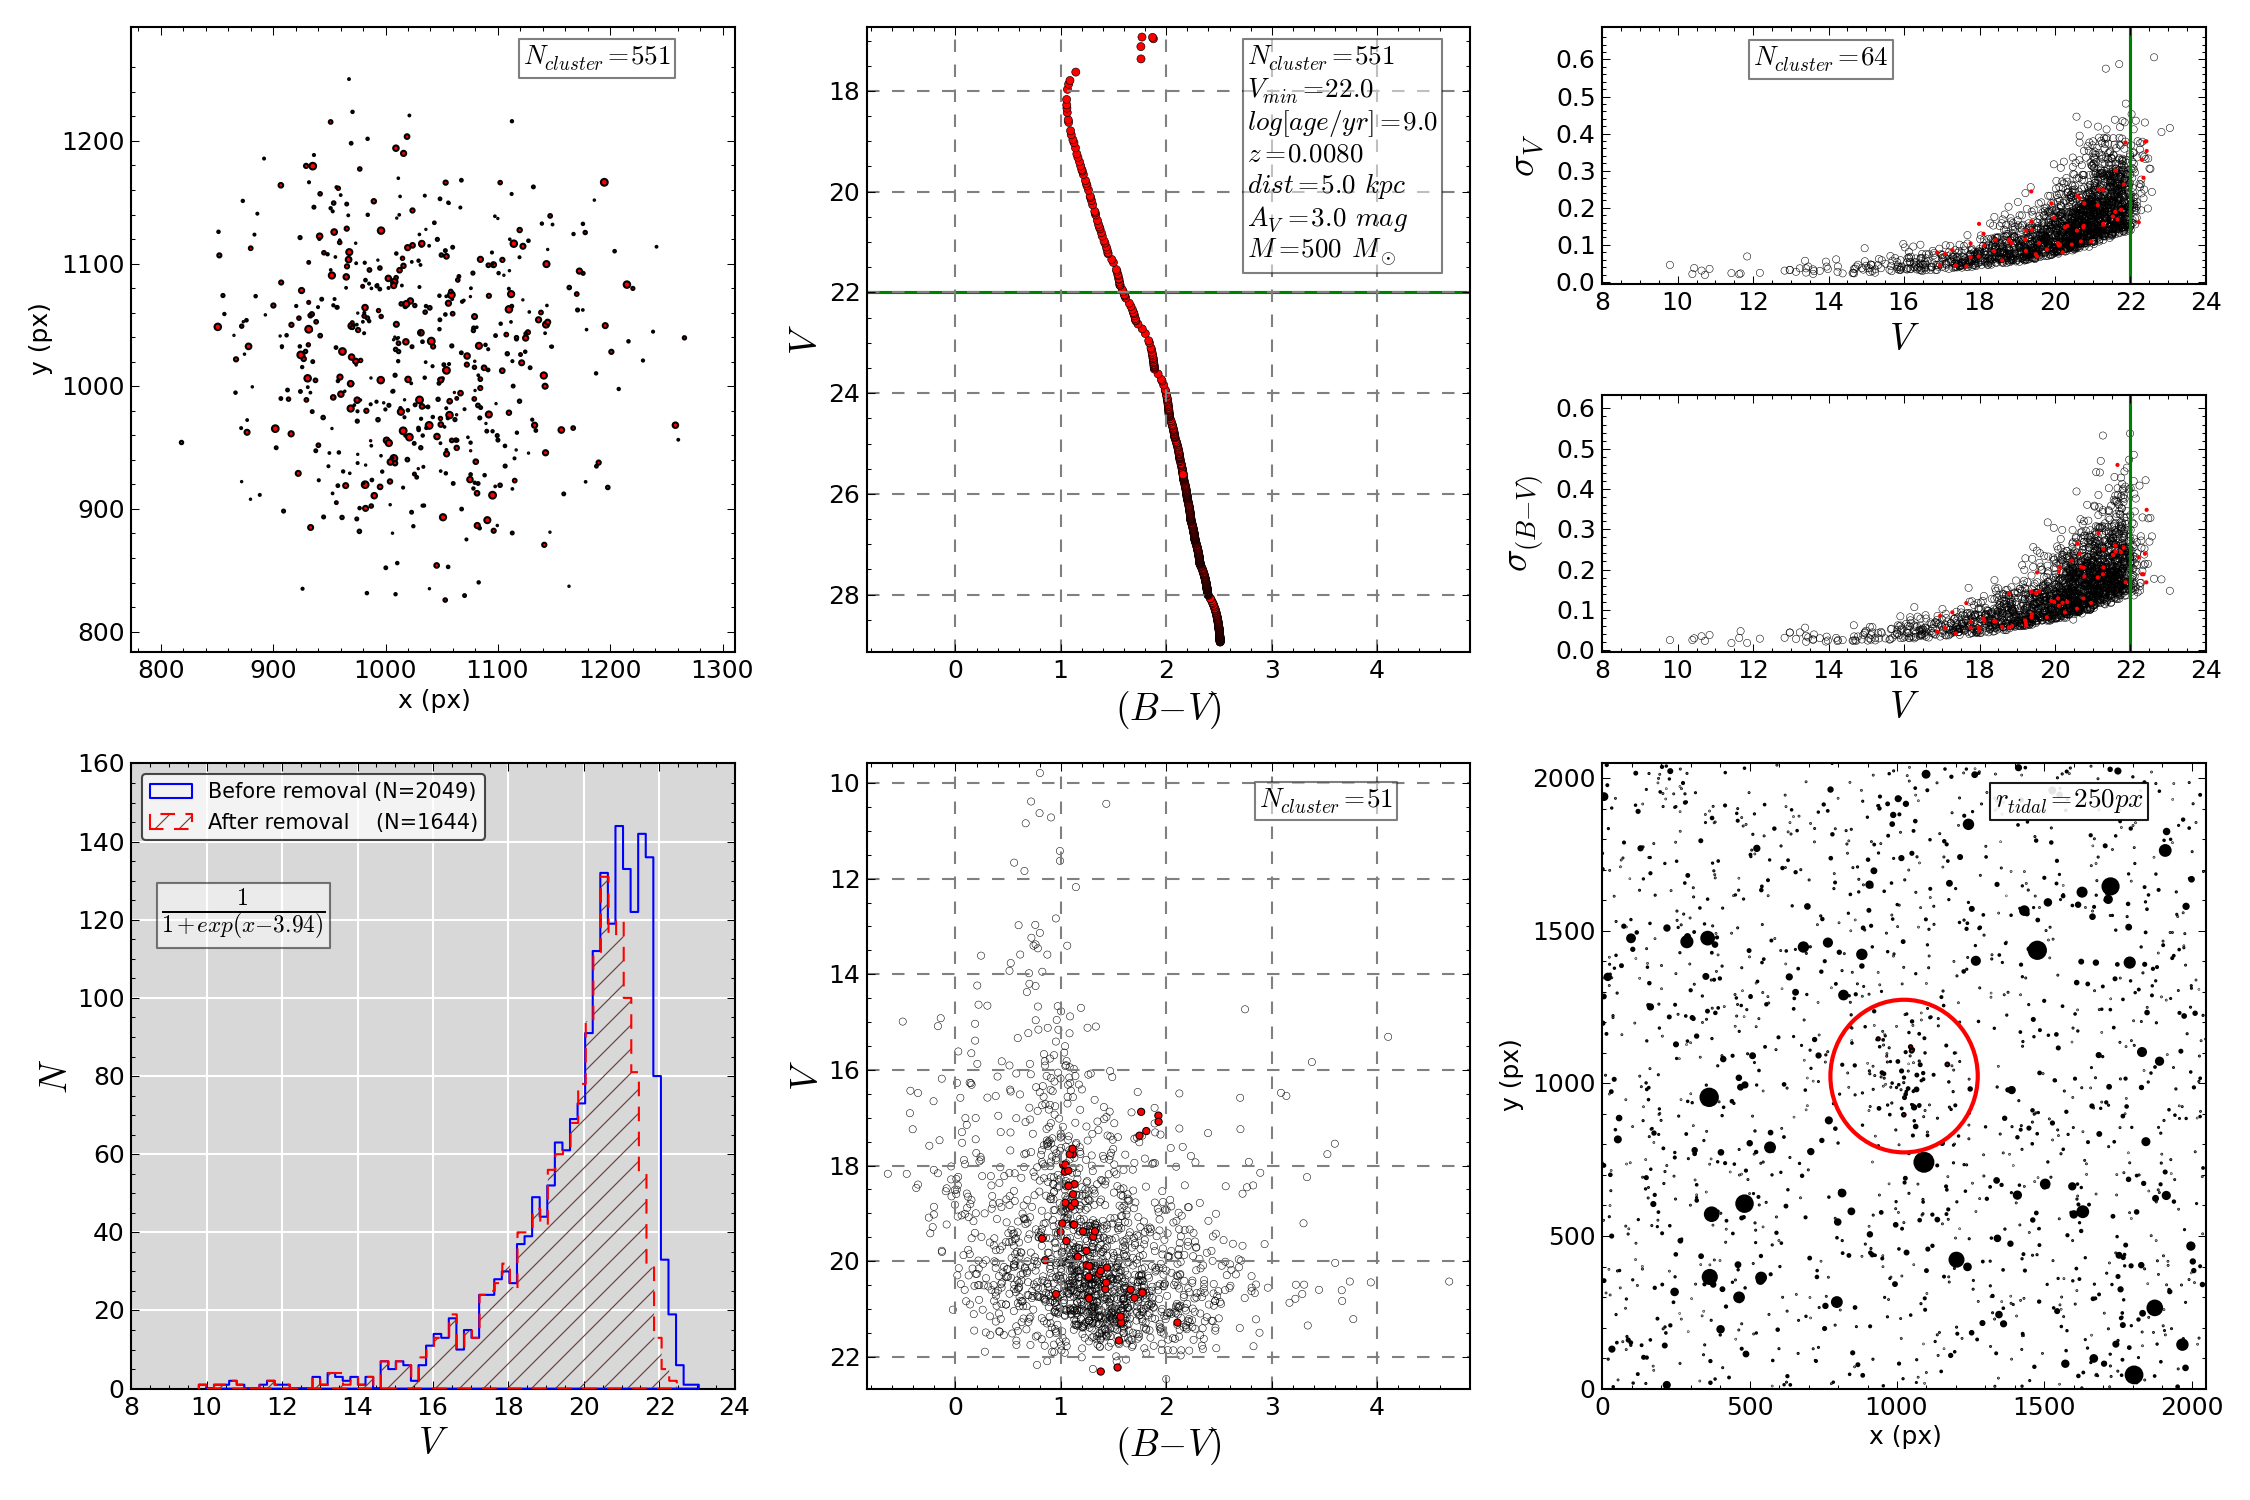 N_cluster = 551
1200
1100
1000
900
800
y (px)
800 900 1000 1100 1200 1300
x (px)
N_cluster = 551
V_min = 22.0
log[age/yr] = 9.0
z = 0.0080
dist = 5.0 kpc
A_V = 3.0 mag
M = 500 M_⊙
18
20
22
24
26
28
V
0 1 2 3 4
(B−V)
N_cluster = 64
0.6
0.5
0.4
0.3
0.2
0.1
0.0
σ_V
8 10 12 14 16 18 20 22 24
V
0.6
0.5
0.4
0.3
0.2
0.1
0.0
σ_(B−V)
8 10 12 14 16 18 20 22 24
V
Before removal (N=2049)
After removal (N=1644)
1
1+exp(x−3.94)
160
140
120
100
80
60
40
20
0
N
8 10 12 14 16 18 20 22 24
V
N_cluster = 51
10
12
14
16
18
20
22
V
0 1 2 3 4
(B−V)
r_tidal = 250px
2000
1500
1000
500
0
y (px)
0 500 1000 1500 2000
x (px)